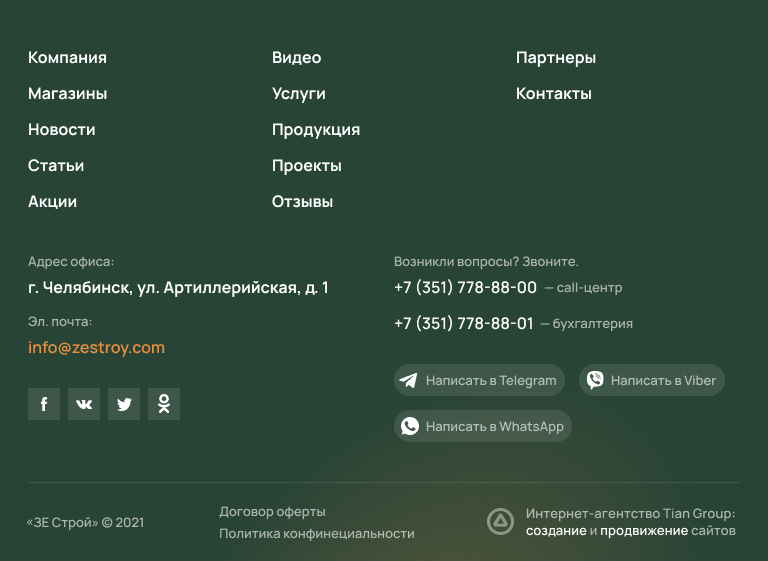 Компания
Магазины
Новости
Статьи
Акции
Видео
Услуги
Продукция
Проекты
Отзывы
Партнеры
Контакты
Адрес офиса:
г. Челябинск, ул. Артиллерийская, д. 1
Эл. почта:
info@zestroy.com
Возникли вопросы? Звоните.
+7 (351) 778-88-00 — call-центр
+7 (351) 778-88-01 — бухгалтерия
Написать в Telegram
Написать в Viber
Написать в WhatsApp
«ЗЕ Строй» © 2021
Договор оферты
Политика конфинециальности
Интернет-агентство Tian Group:
создание и продвижение сайтов